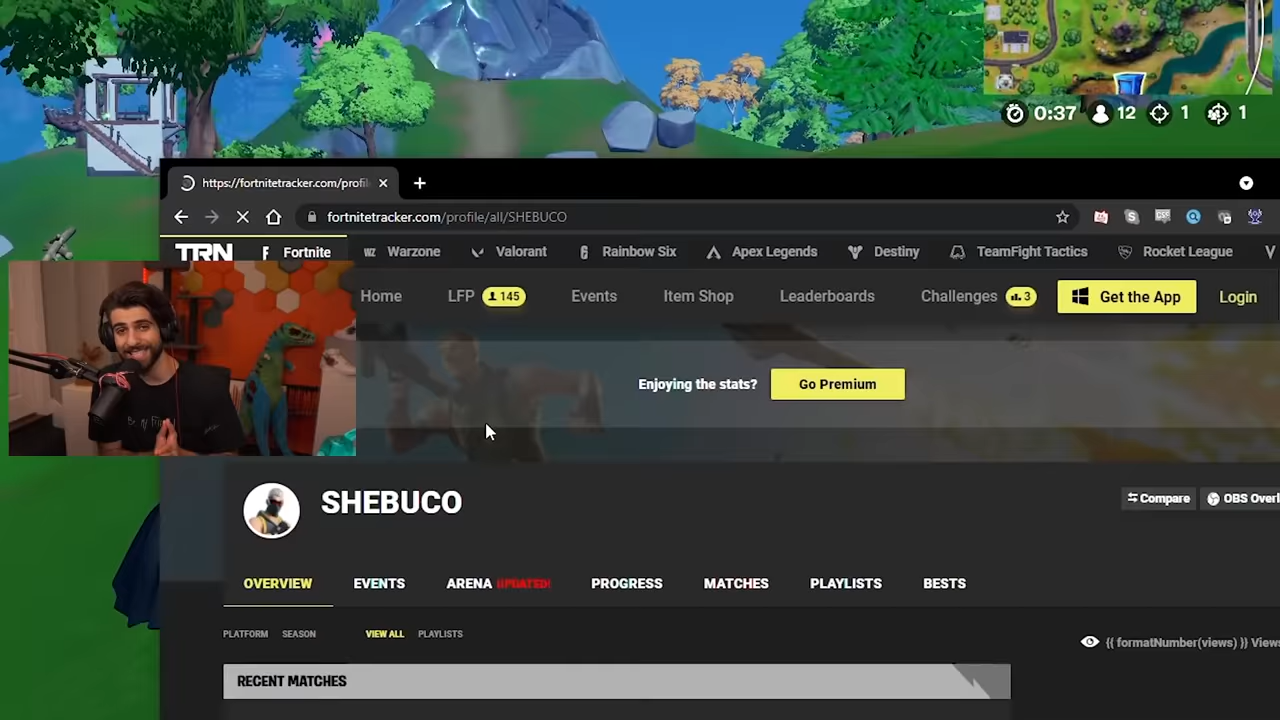 0:37 12 1 1
https://fortnitetracker.com/profil
fortnitetracker.com/profile/all/SHEBUCO
TRN Fortnite Warzone Valorant Rainbow Six Apex Legends Destiny TeamFight Tactics Rocket League V
Home LFP 145 Events Item Shop Leaderboards Challenges 3 Get the App Login
Enjoying the stats? Go Premium
SHEBUCO
Compare OBS Overl
OVERVIEW EVENTS ARENA UPDATED! PROGRESS MATCHES PLAYLISTS BESTS
PLATFORM SEASON VIEW ALL PLAYLISTS
{{ formatNumber(views) }} Views
RECENT MATCHES